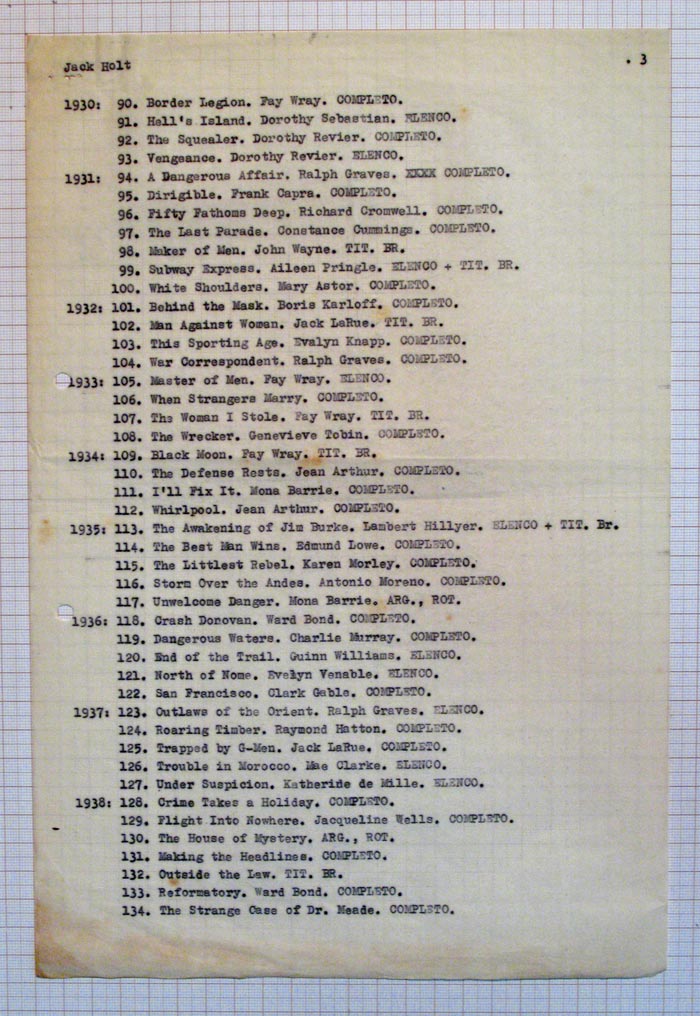 Jack Holt . 3
1930: 90. Border Legion. Fay Wray. COMPLETO.
91. Hell's Island. Dorothy Sebastian. ELENCO.
92. The Squealer. Dorothy Revier. COMPLETO.
93. Vengeance. Dorothy Revier. ELENCO.
1931: 94. A Dangerous Affair. Ralph Graves. XXXX COMPLETO.
95. Dirigible. Frank Capra. COMPLETO.
96. Fifty Fathoms Deep. Richard Cromwell. COMPLETO.
97. The Last Parade. Constance Cummings. COMPLETO.
98. Maker of Men. John Wayne. TIT. BR.
99. Subway Express. Aileen Pringle. ELENCO + TIT. BR.
100. White Shoulders. Mary Astor. COMPLETO.
1932: 101. Behind the Mask. Boris Karloff. COMPLETO.
102. Man Against Woman. Jack LaRue. TIT. BR.
103. This Sporting Age. Evalyn Knapp. COMPLETO.
104. War Correspondent. Ralph Graves. COMPLETO.
1933: 105. Master of Men. Fay Wray. ELENCO.
106. When Strangers Marry. COMPLETO.
107. The Woman I Stole. Fay Wray. TIT. BR.
108. The Wrecker. Genevieve Tobin. COMPLETO.
1934: 109. Black Moon. Fay Wray. TIT. BR.
110. The Defense Rests. Jean Arthur. COMPLETO.
111. I'll Fix It. Mona Barrie. COMPLETO.
112. Whirlpool. Jean Arthur. COMPLETO.
1935: 113. The Awakening of Jim Burke. Lambert Hillyer. ELENCO + TIT. Br.
114. The Best Man Wins. Edmund Lowe. COMPLETO.
115. The Littlest Rebel. Karen Morley. COMPLETO.
116. Storm Over the Andes. Antonio Moreno. COMPLETO.
117. Unwelcome Danger. Mona Barrie. ARG., ROT.
1936: 118. Crash Donovan. Ward Bond. COMPLETO.
119. Dangerous Waters. Charlie Murray. COMPLETO.
120. End of the Trail. Guinn Williams. ELENCO.
121. North of Nome. Evelyn Venable. ELENCO.
122. San Francisco. Clark Gable. COMPLETO.
1937: 123. Outlaws of the Orient. Ralph Graves. ELENCO.
124. Roaring Timber. Raymond Hatton. COMPLETO.
125. Trapped by G-Men. Jack LaRue. COMPLETO.
126. Trouble in Morocco. Mae Clarke. ELENCO.
127. Under Suspicion. Katherine de Mille. ELENCO.
1938: 128. Crime Takes a Holiday. COMPLETO.
129. Flight Into Nowhere. Jacqueline Wells. COMPLETO.
130. The House of Mystery. ARG., ROT.
131. Making the Headlines. COMPLETO.
132. Outside the Law. TIT. BR.
133. Reformatory. Ward Bond. COMPLETO.
134. The Strange Case of Dr. Meade. COMPLETO.